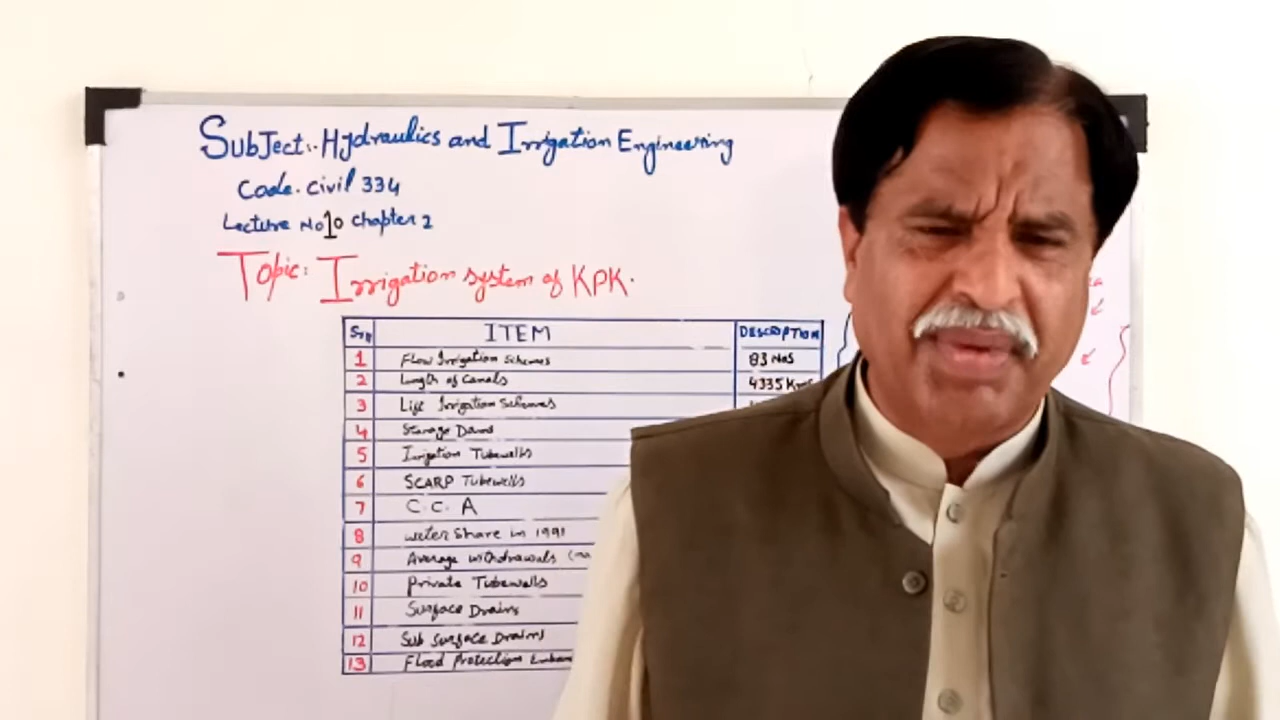 Subject:. Hydraulics and Irrigation Engineering
Code. Civil 334
Lecture No 10 chapter 2
Topic: Irrigation system of KPK.
ITEM DESCRIPTION
1 Flow Irrigation Schemes 83 Nos
2 Length of Canals 4335 Kms
3 Lift Irrigation Schemes
4 Storage Dams
5 Irrigation Tubewells
6 SCARP Tubewells
7 C.C.A
8 water Share in 1991
9 Average withdrawals
10 Private Tubewells
11 Surface Drains
12 Sub Surface Drains
13 Flood Protection